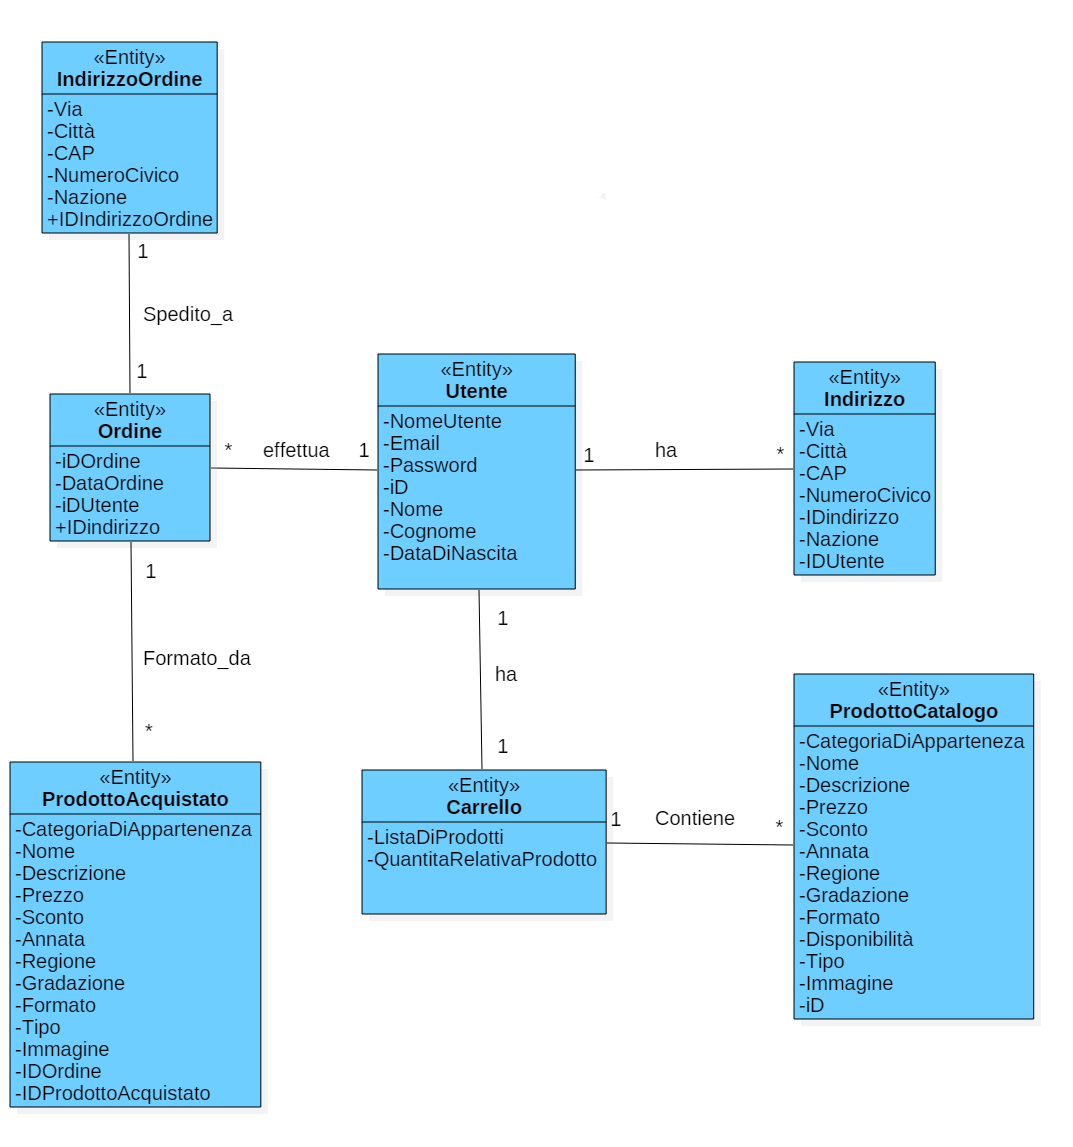 «Entity»
IndirizzoOrdine
-Via
-Città
-CAP
-NumeroCivico
-Nazione
+IDIndirizzoOrdine
1
Spedito_a
1
«Entity»
Ordine
-iDOrdine
-DataOrdine
-iDUtente
+IDindirizzo
* effettua 1
«Entity»
Utente
-NomeUtente
-Email
-Password
-iD
-Nome
-Cognome
-DataDiNascita
1 ha *
«Entity»
Indirizzo
-Via
-Città
-CAP
-NumeroCivico
-IDindirizzo
-Nazione
-IDUtente
1
Formato_da
*
1
ha
1
«Entity»
ProdottoAcquistato
-CategoriaDiAppartenenza
-Nome
-Descrizione
-Prezzo
-Sconto
-Annata
-Regione
-Gradazione
-Formato
-Tipo
-Immagine
-IDOrdine
-IDProdottoAcquistato
«Entity»
Carrello
-ListaDiProdotti
-QuantitaRelativaProdotto
1 Contiene *
«Entity»
ProdottoCatalogo
-CategoriaDiApparteneza
-Nome
-Descrizione
-Prezzo
-Sconto
-Annata
-Regione
-Gradazione
-Formato
-Disponibilità
-Tipo
-Immagine
-iD